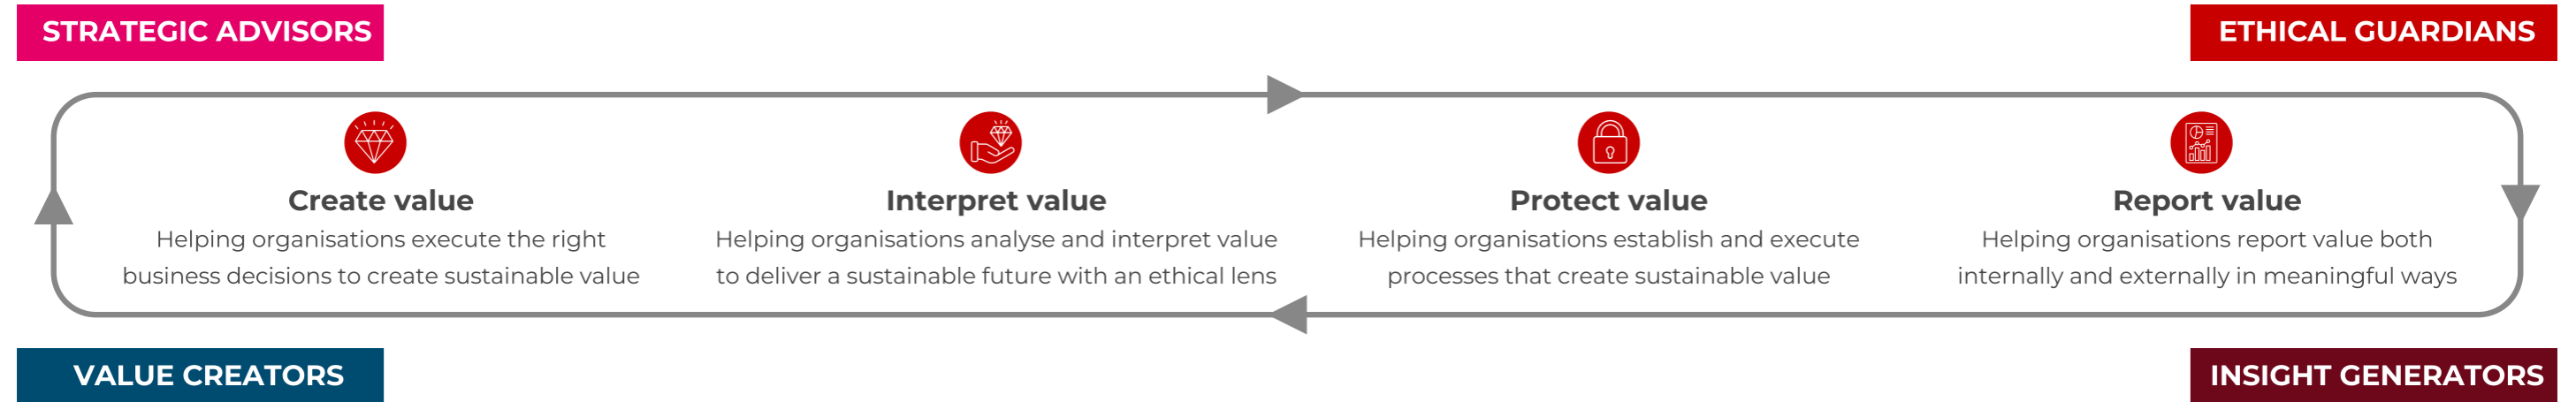 STRATEGIC ADVISORS
ETHICAL GUARDIANS
Create value
Helping organisations execute the right
business decisions to create sustainable value
Interpret value
Helping organisations analyse and interpret value
to deliver a sustainable future with an ethical lens
Protect value
Helping organisations establish and execute
processes that create sustainable value
Report value
Helping organisations report value both
internally and externally in meaningful ways
VALUE CREATORS
INSIGHT GENERATORS